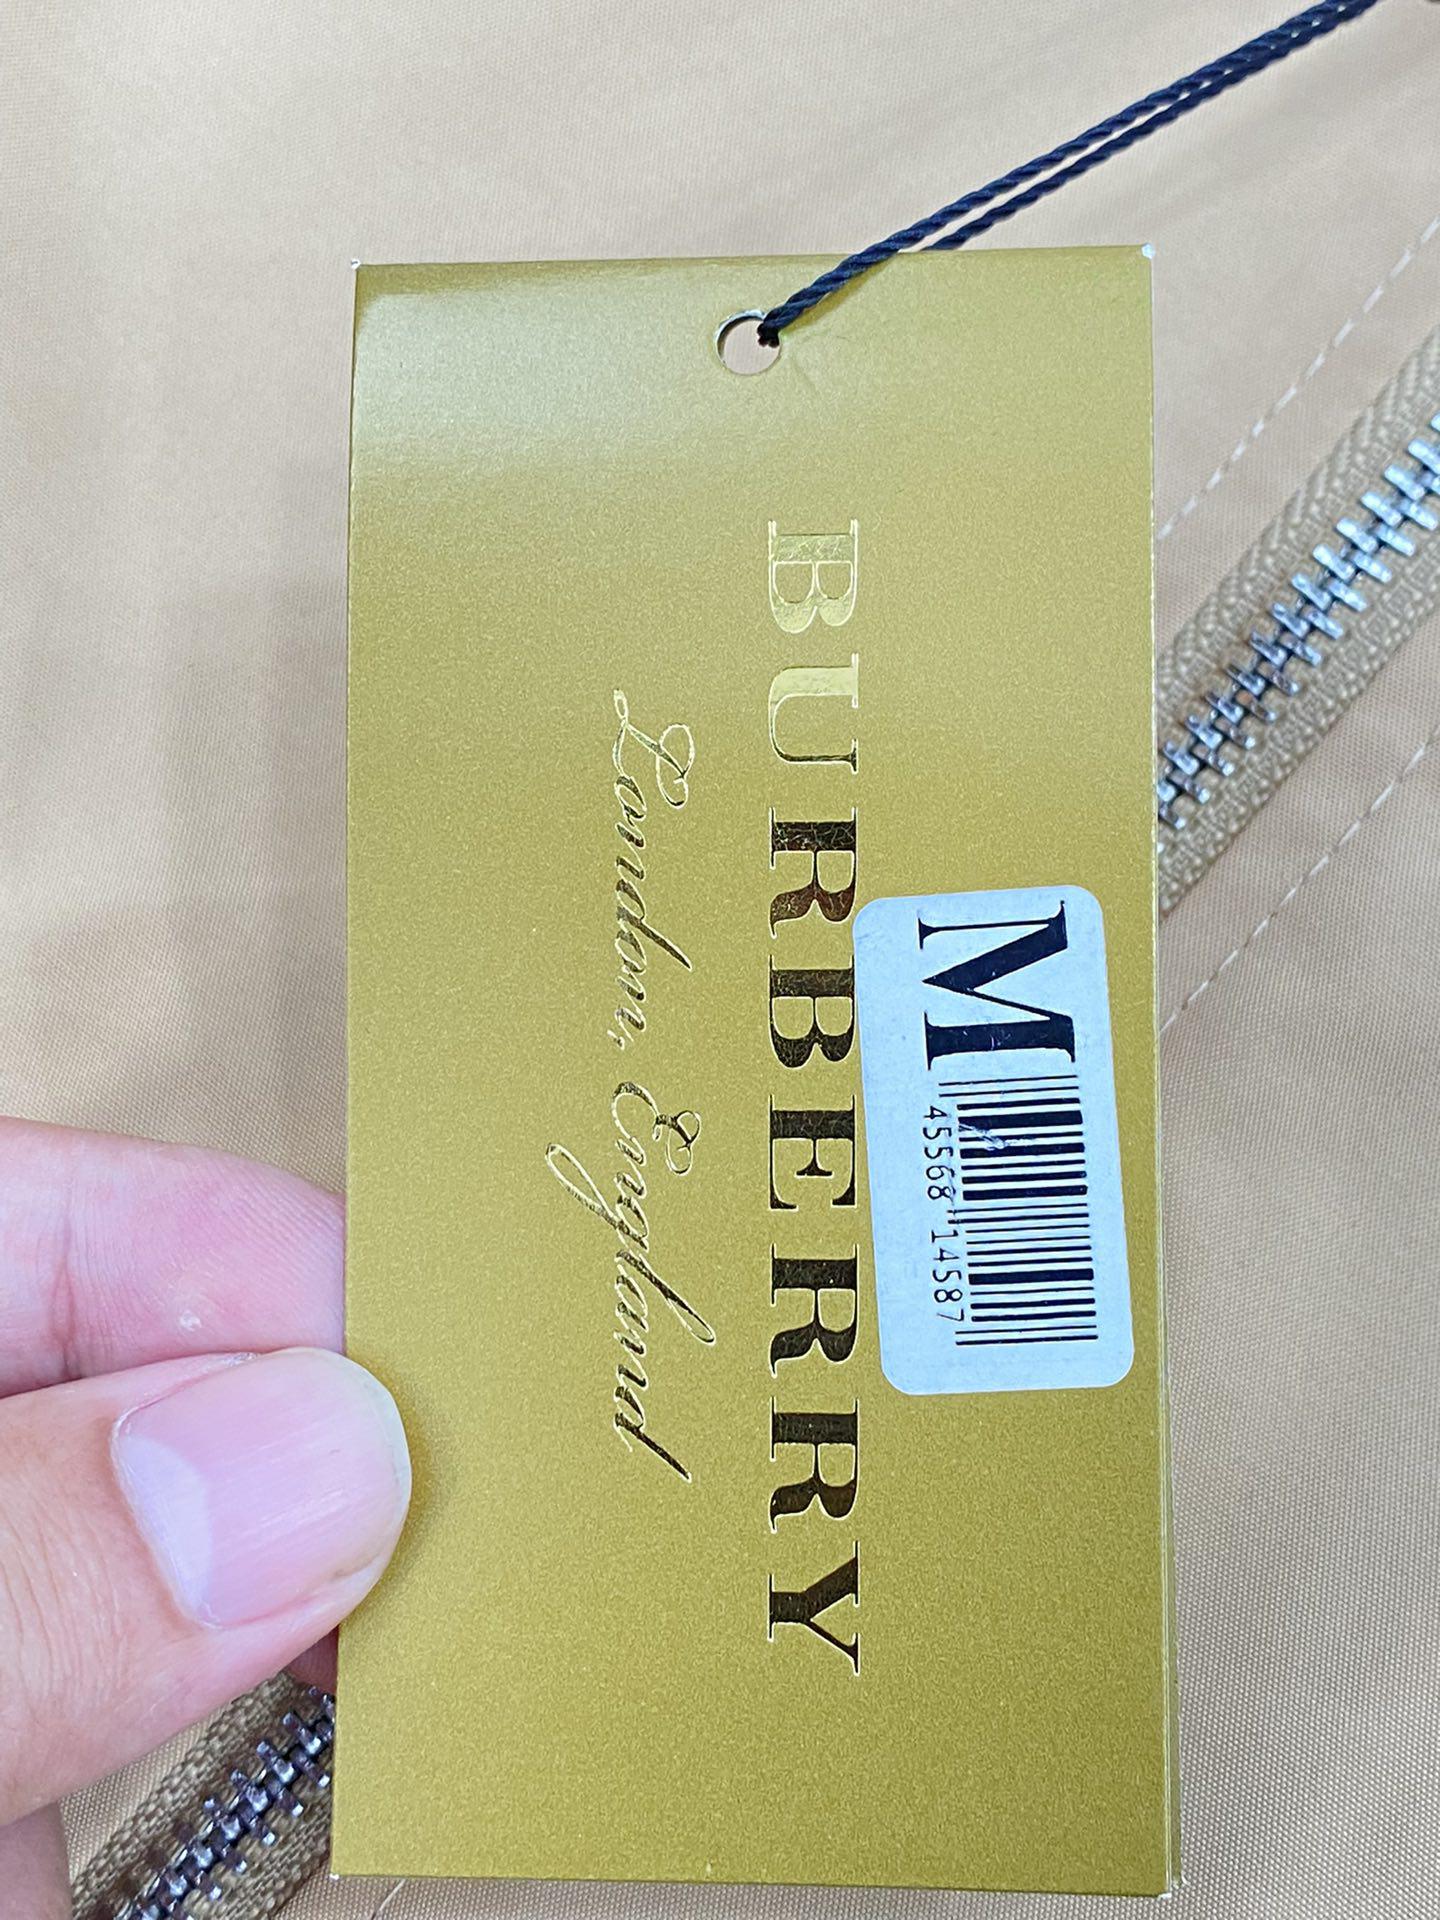 BURBERRY
London, England
M
45568 14587